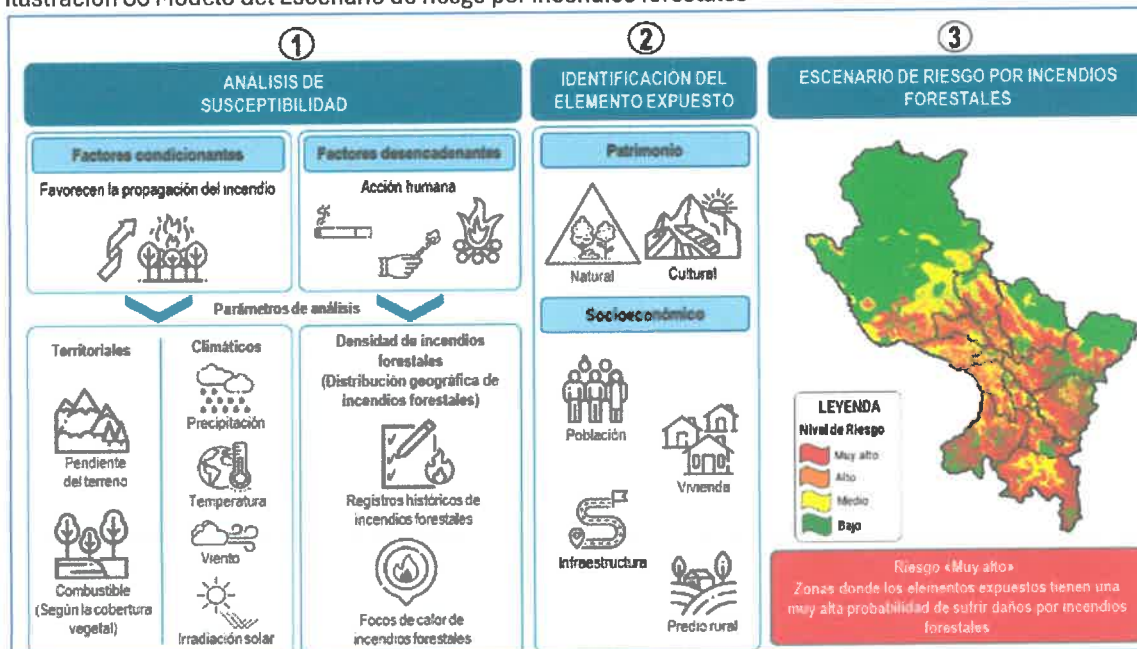 Ilustración 36 Modelo del Escenario de Riesgo por incendios forestales
1
ANÁLISIS DE
SUSCEPTIBILIDAD
Factores condicionantes
Favorecen la propagación del incendio
Factores desencadenantes
Acción humana
Parámetros de análisis
Territoriales
Pendiente
del terreno
Combustible
(Según la cobertura
vegetal)
Climáticos
Precipitación
Temperatura
Viento
Irradiación solar
Densidad de incendios
forestales
(Distribución geográfica de
incendios forestales)
Registros históricos de
incendios forestales
Focos de calor de
incendios forestales
2
IDENTIFICACIÓN DEL
ELEMENTO EXPUESTO
Patrimonio
Natural
Cultural
Socioeconómico
Población
Vivienda
Infraestructura
Predio rural
3
ESCENARIO DE RIESGO POR INCENDIOS
FORESTALES
LEYENDA
Nivel de Riesgo
Muy alto
Alto
Medio
Bajo
Riesgo «Muy alto»
Zonas donde los elementos expuestos tienen una
muy alta probabilidad de sufrir daños por incendios
forestales